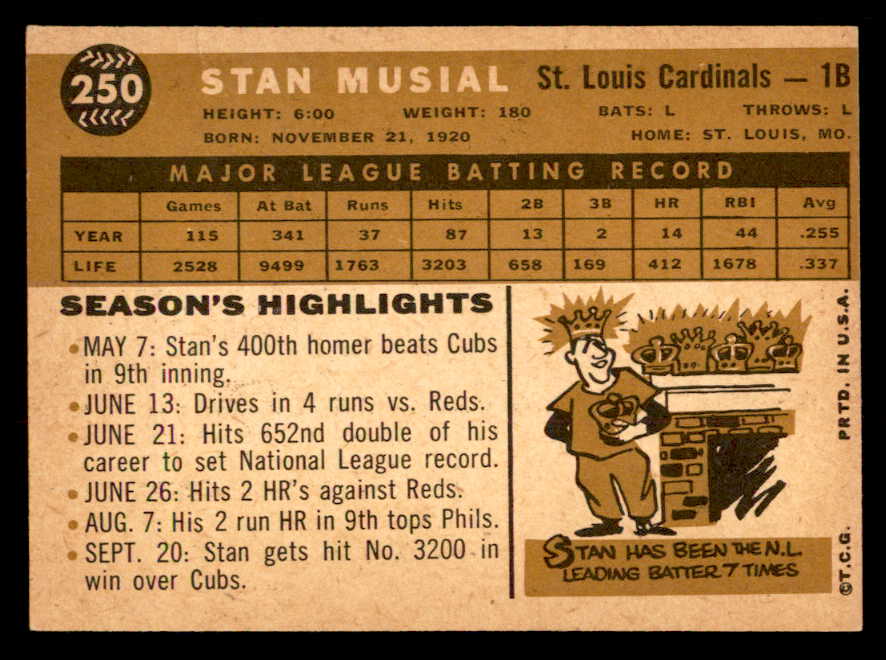 250
STAN MUSIAL St. Louis Cardinals — 1B
HEIGHT: 6:00 WEIGHT: 180 BATS: L THROWS: L
BORN: NOVEMBER 21, 1920 HOME: ST. LOUIS, MO.
MAJOR LEAGUE BATTING RECORD
Games At Bat Runs Hits 2B 3B HR RBI Avg
YEAR 115 341 37 87 13 2 14 44 .255
LIFE 2528 9499 1763 3203 658 169 412 1678 .337
SEASON'S HIGHLIGHTS
• MAY 7: Stan's 400th homer beats Cubs
in 9th inning.
• JUNE 13: Drives in 4 runs vs. Reds.
• JUNE 21: Hits 652nd double of his
career to set National League record.
• JUNE 26: Hits 2 HR's against Reds.
• AUG. 7: His 2 run HR in 9th tops Phils.
• SEPT. 20: Stan gets hit No. 3200 in
win over Cubs.
STAN HAS BEEN THE N.L.
LEADING BATTER 7 TIMES
©T.C.G. PRTD. IN U.S.A.